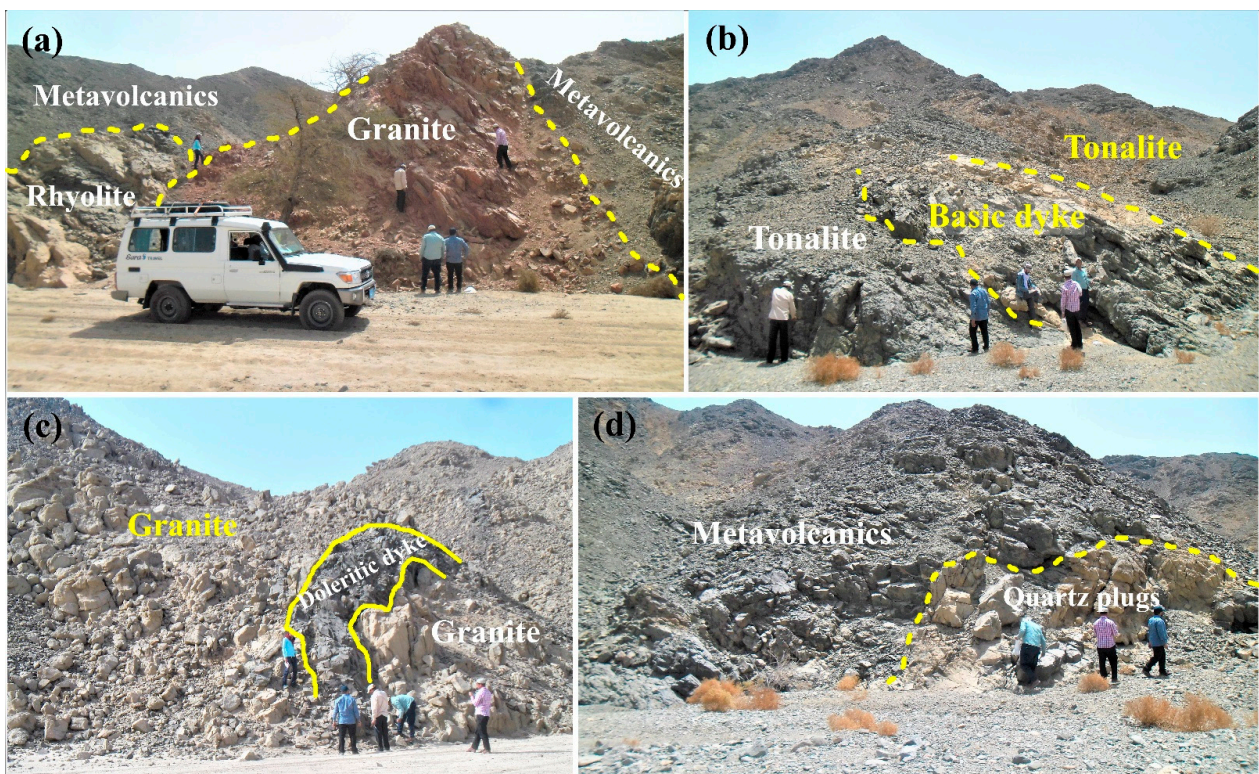 (a)
Metavolcanics
Granite
Metavolcanics
Rhyolite
(b)
Tonalite
Basic dyke
Tonalite
(c)
Granite
Doleritic dyke
Granite
(d)
Metavolcanics
Quartz plugs